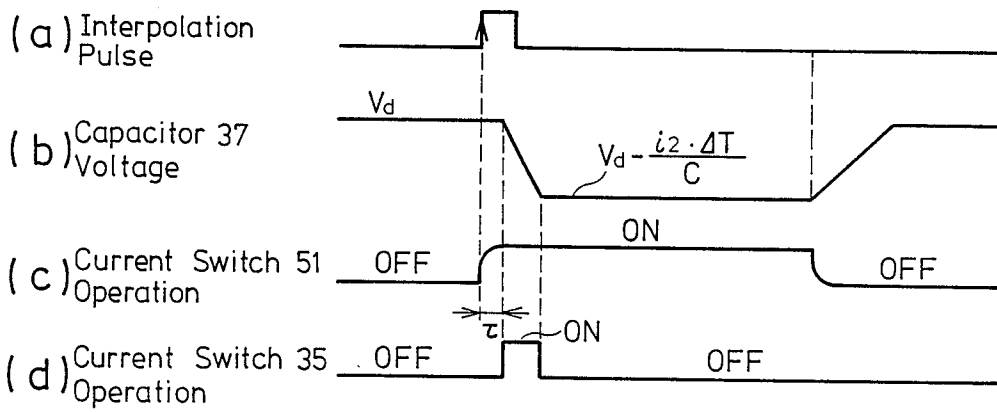 (a) Interpolation
Pulse
Vd
(b) Capacitor 37
Voltage
Vd - i2 · ΔT / C
ON
(c) Current Switch 51
Operation
OFF
OFF
τ
ON
(d) Current Switch 35
Operation
OFF
OFF